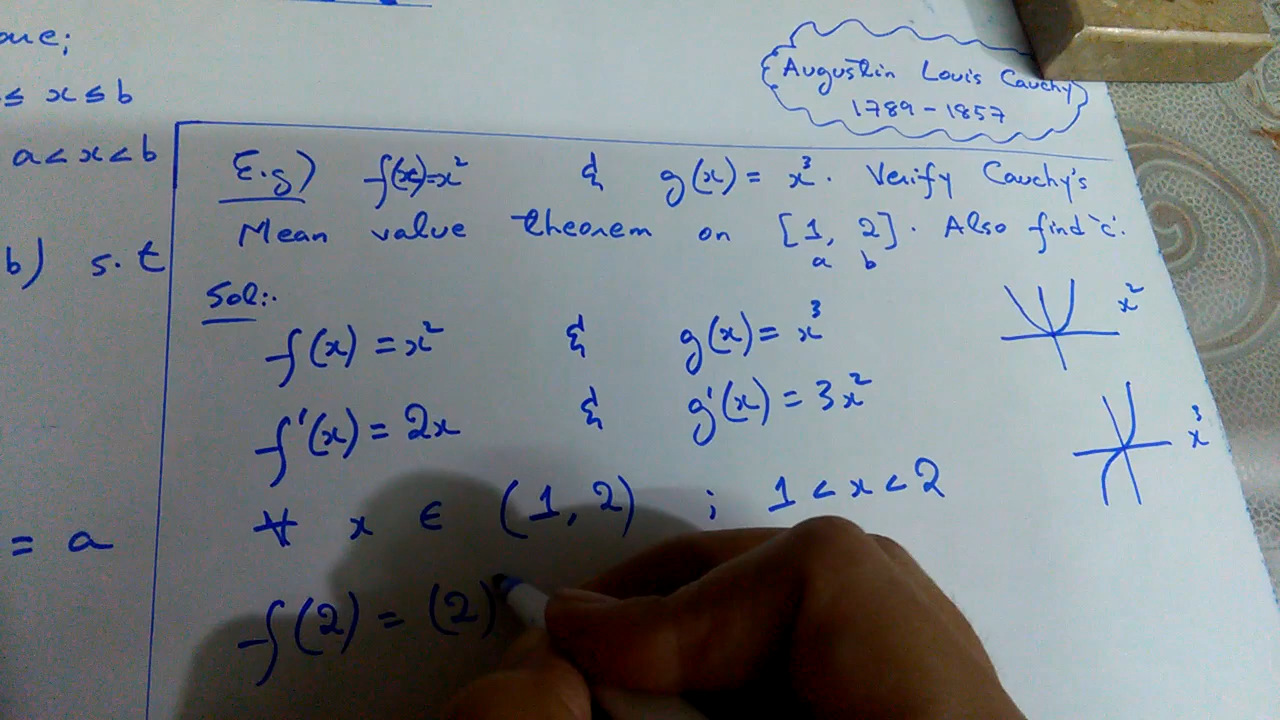 Augustin Louis Cauchy
1789 - 1857
≤ x ≤ b
a < x < b
b) s.t
= a
E.g) f(x)=x² & g(x) = x³. Verify Cauchy's
Mean value theorem on [1, 2]. Also find 'c'.
a b
Sol:.
f(x) = x² & g(x) = x³
x²
f'(x) = 2x & g'(x) = 3x²
x³
∀ x ∈ (1, 2) ; 1 < x < 2
f(2) = (2)